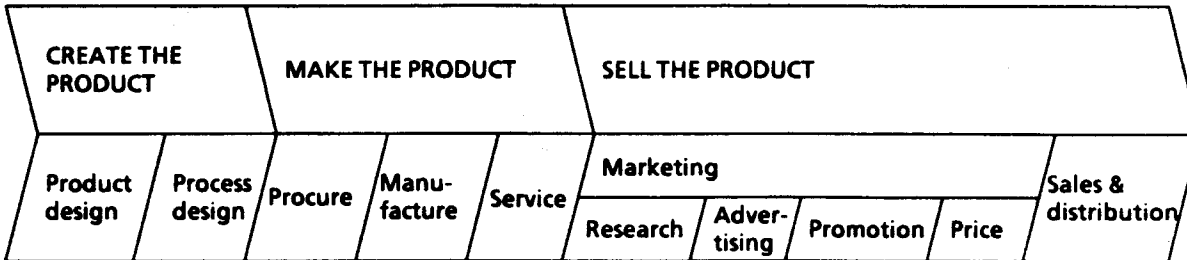 CREATE THE
PRODUCT
MAKE THE PRODUCT
SELL THE PRODUCT
Product
design
Process
design
Procure
Manu-
facture
Service
Marketing
Research
Adver-
tising
Promotion
Price
Sales &
distribution